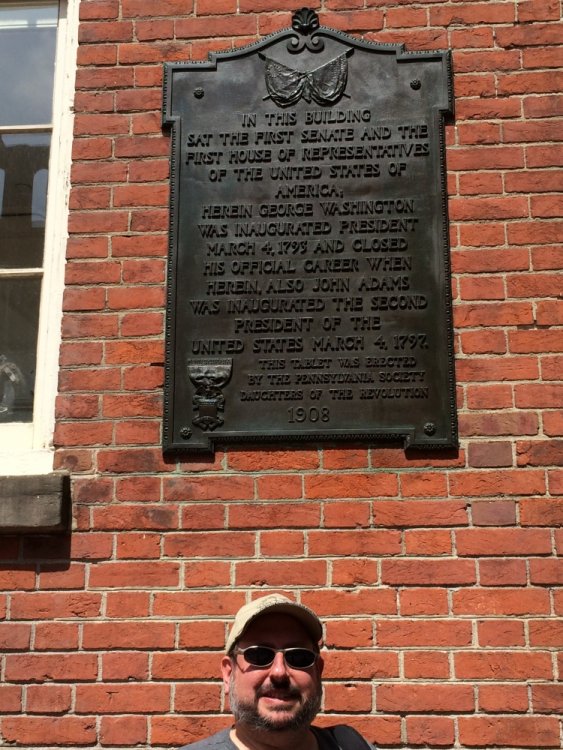 IN THIS BUILDING
SAT THE FIRST SENATE AND THE
FIRST HOUSE OF REPRESENTATIVES
OF THE UNITED STATES OF
AMERICA;
HEREIN GEORGE WASHINGTON
WAS INAUGURATED PRESIDENT
MARCH 4, 1793 AND CLOSED
HIS OFFICIAL CAREER WHEN
HEREIN, ALSO JOHN ADAMS
WAS INAUGURATED THE SECOND
PRESIDENT OF THE
UNITED STATES MARCH 4, 1797.
THIS TABLET WAS ERECTED
BY THE PENNSYLVANIA SOCIETY
DAUGHTERS OF THE REVOLUTION
1908